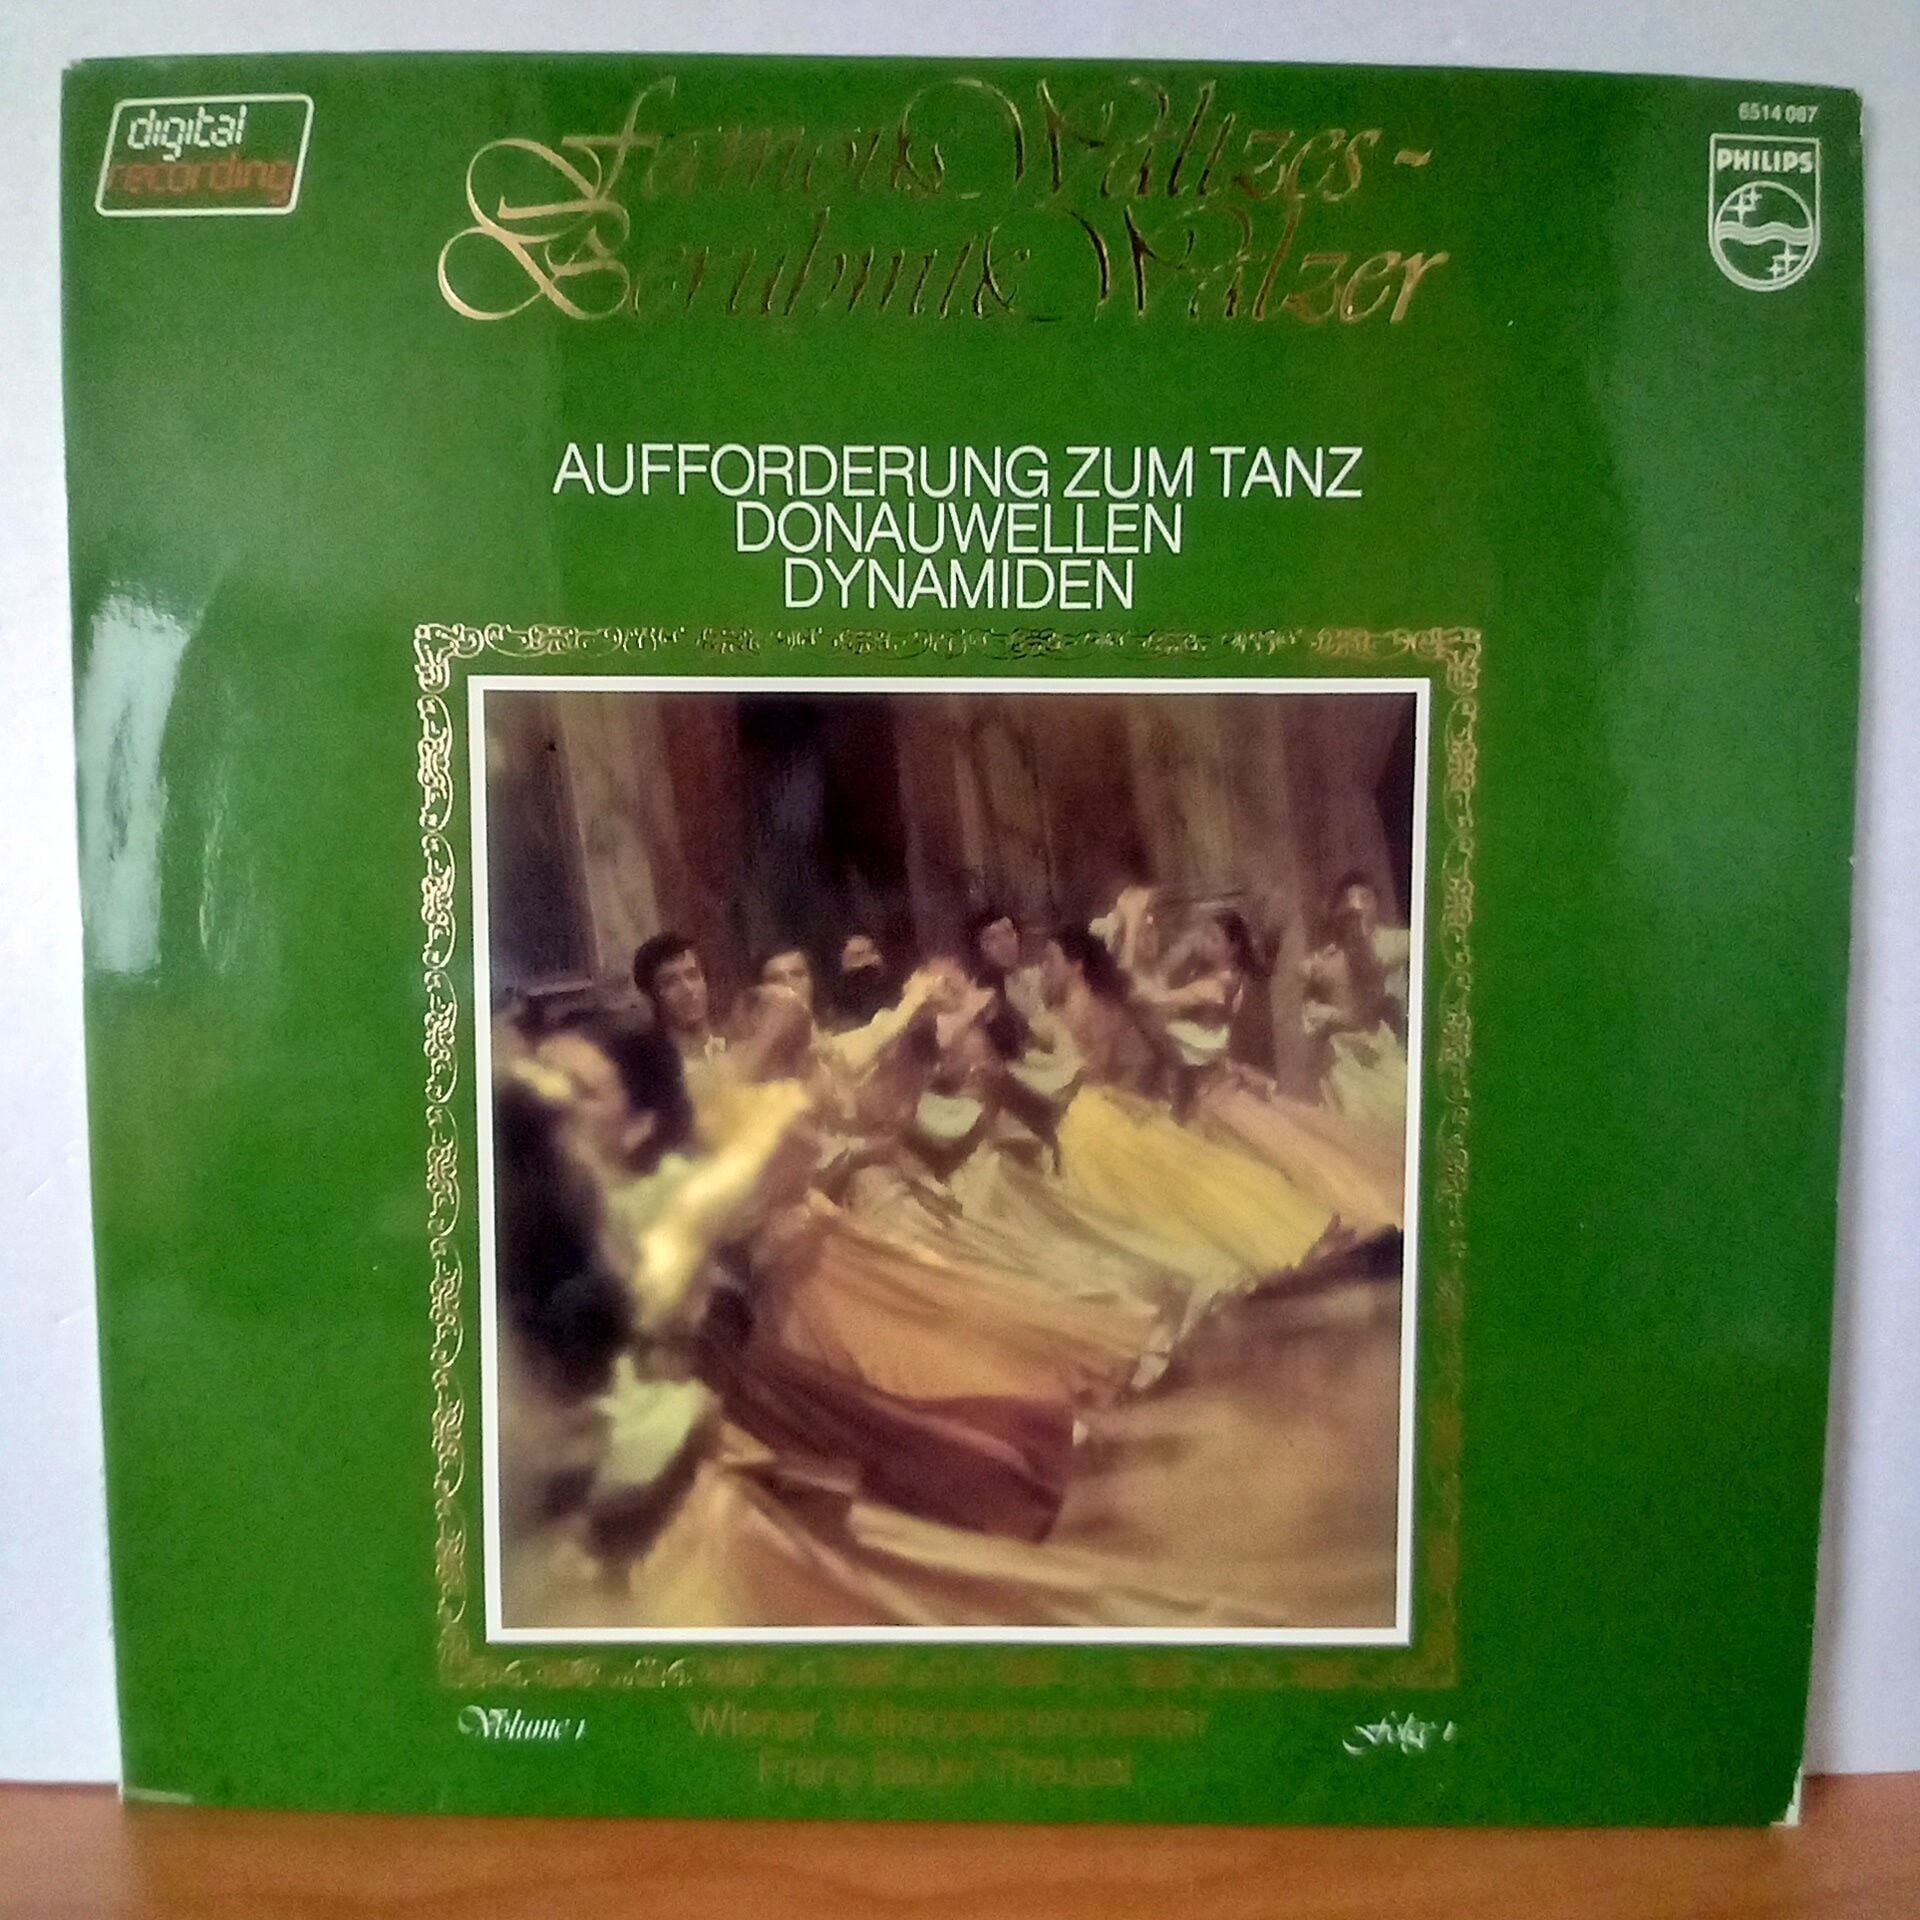 digital
recording
Famous Waltzes-
Berühmte Walzer
6514 067
PHILIPS
AUFFORDERUNG ZUM TANZ
DONAUWELLEN
DYNAMIDEN
Volume 1
Wiener Volksopernorchester
Franz Bauer-Theussl
Folge 1